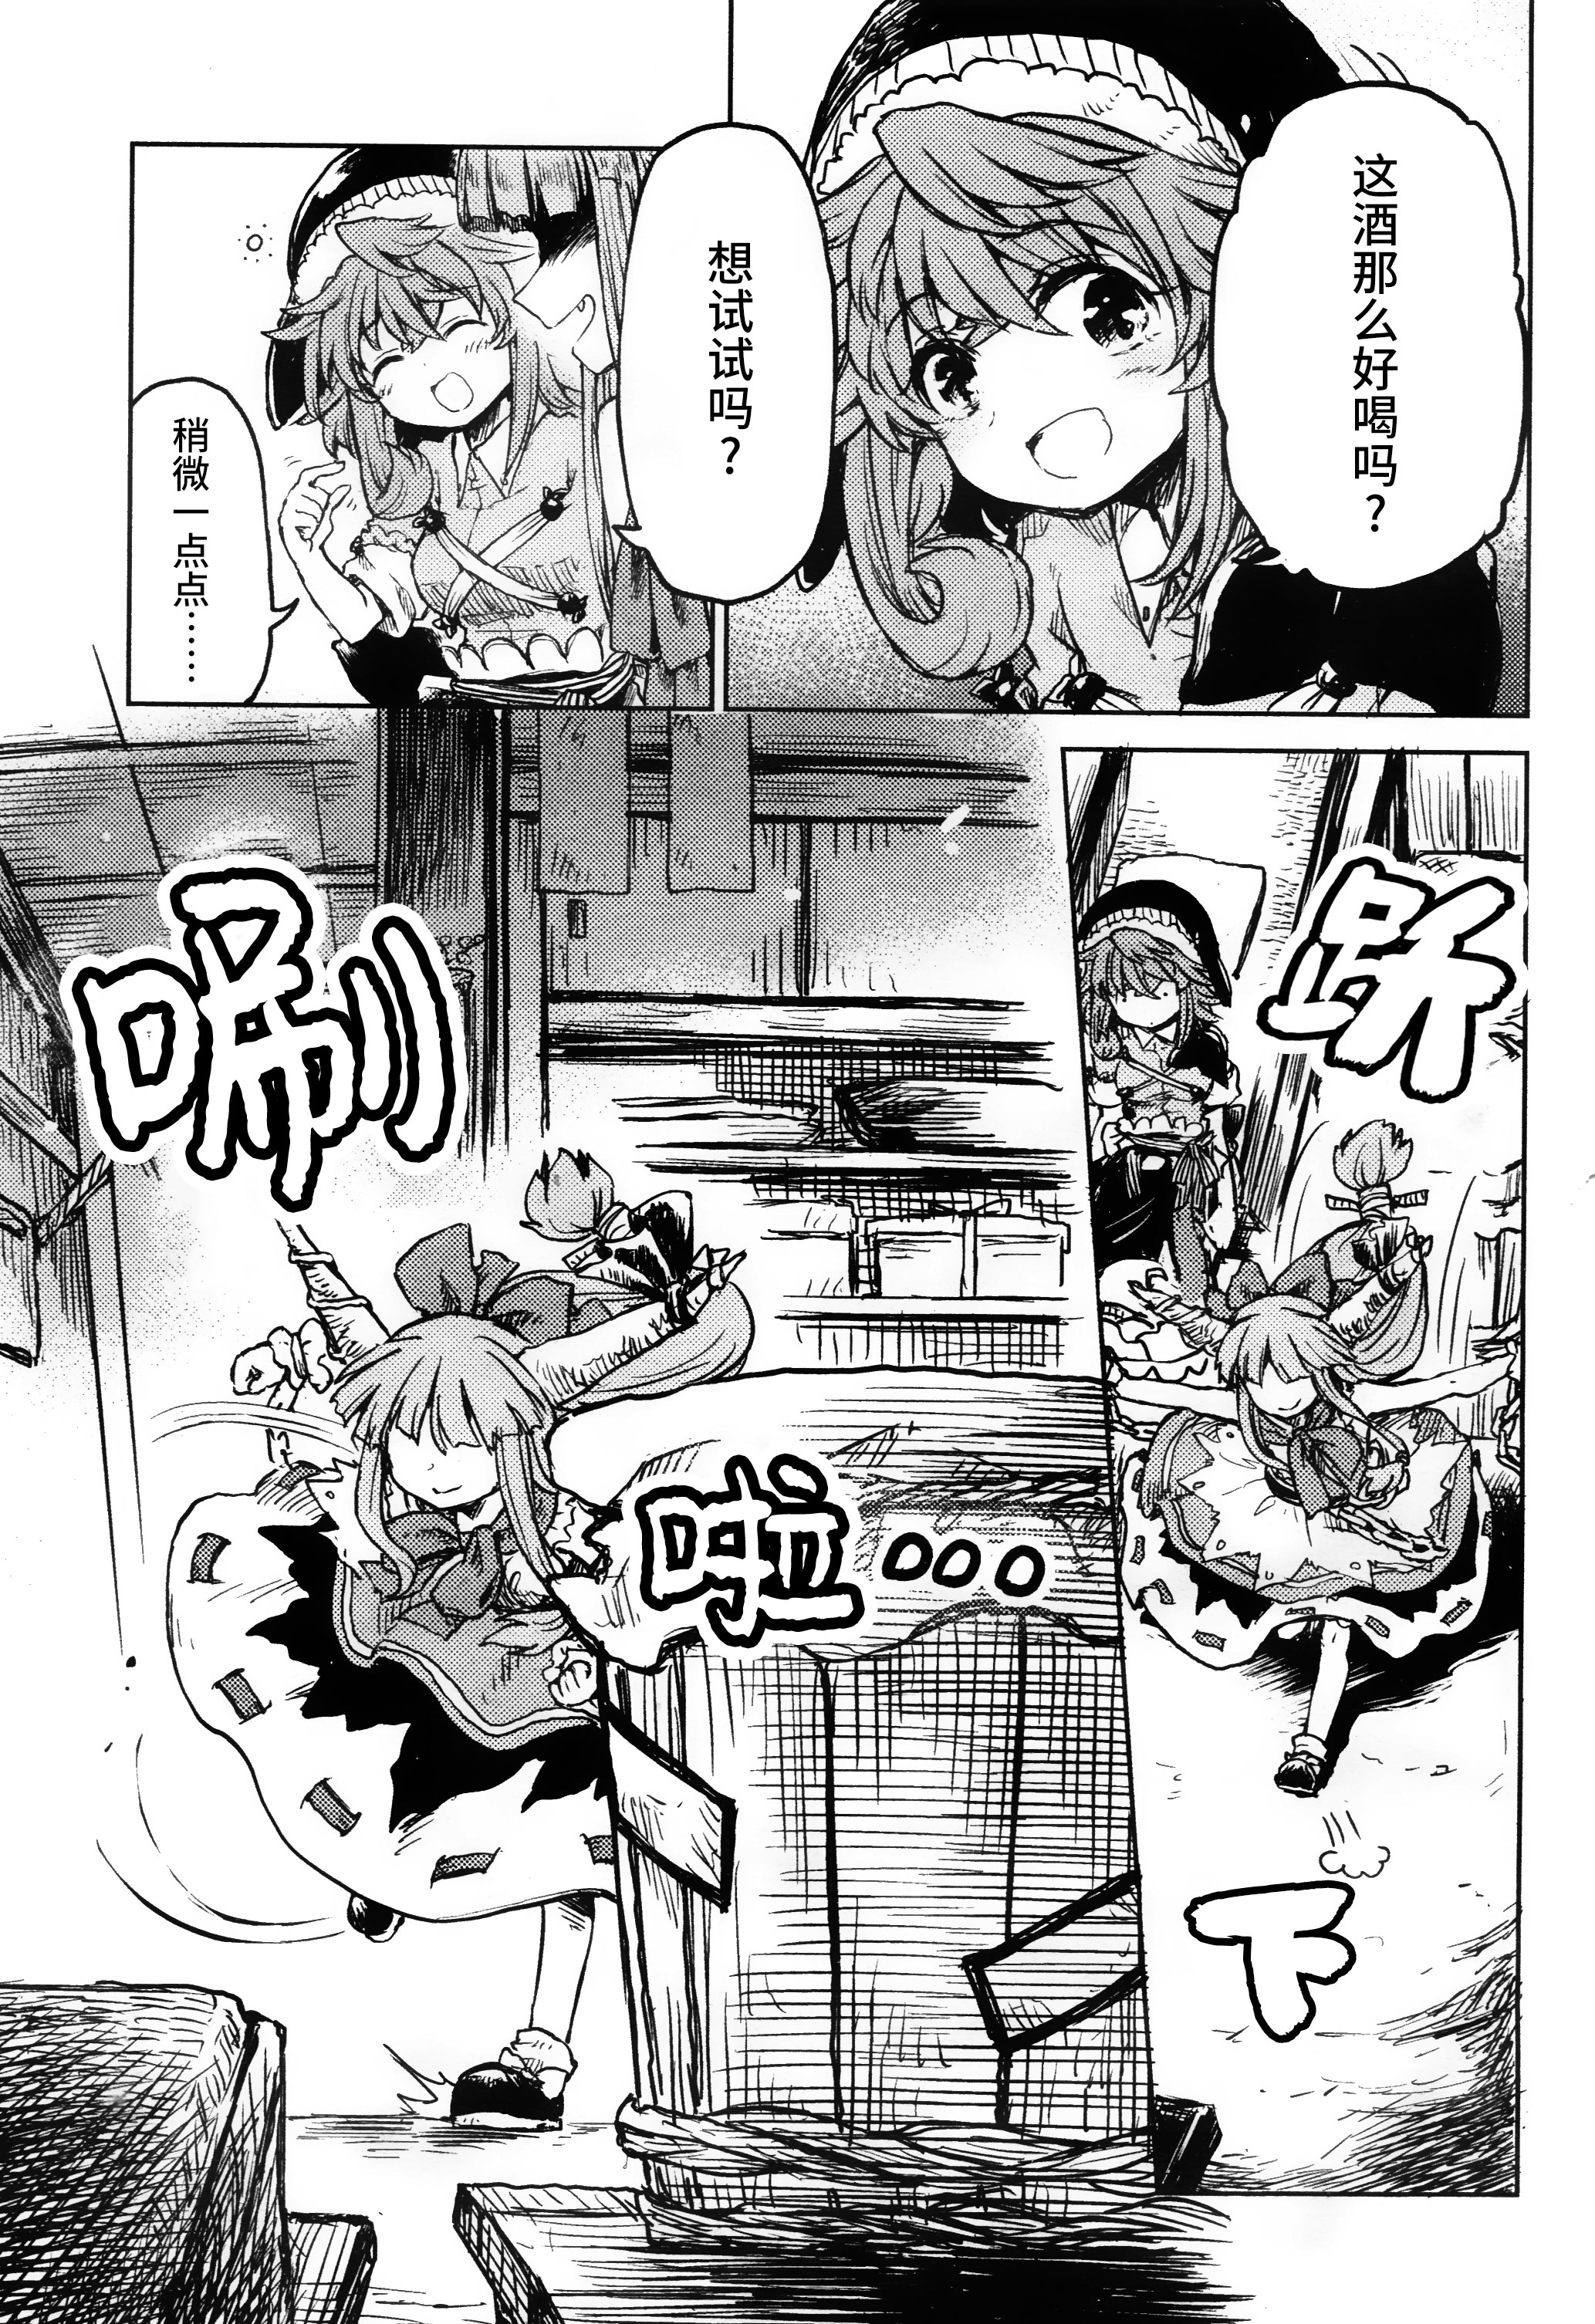 这酒那么好喝吗？
想试试吗？
稍微一点点……
跃
下
唰
啦...